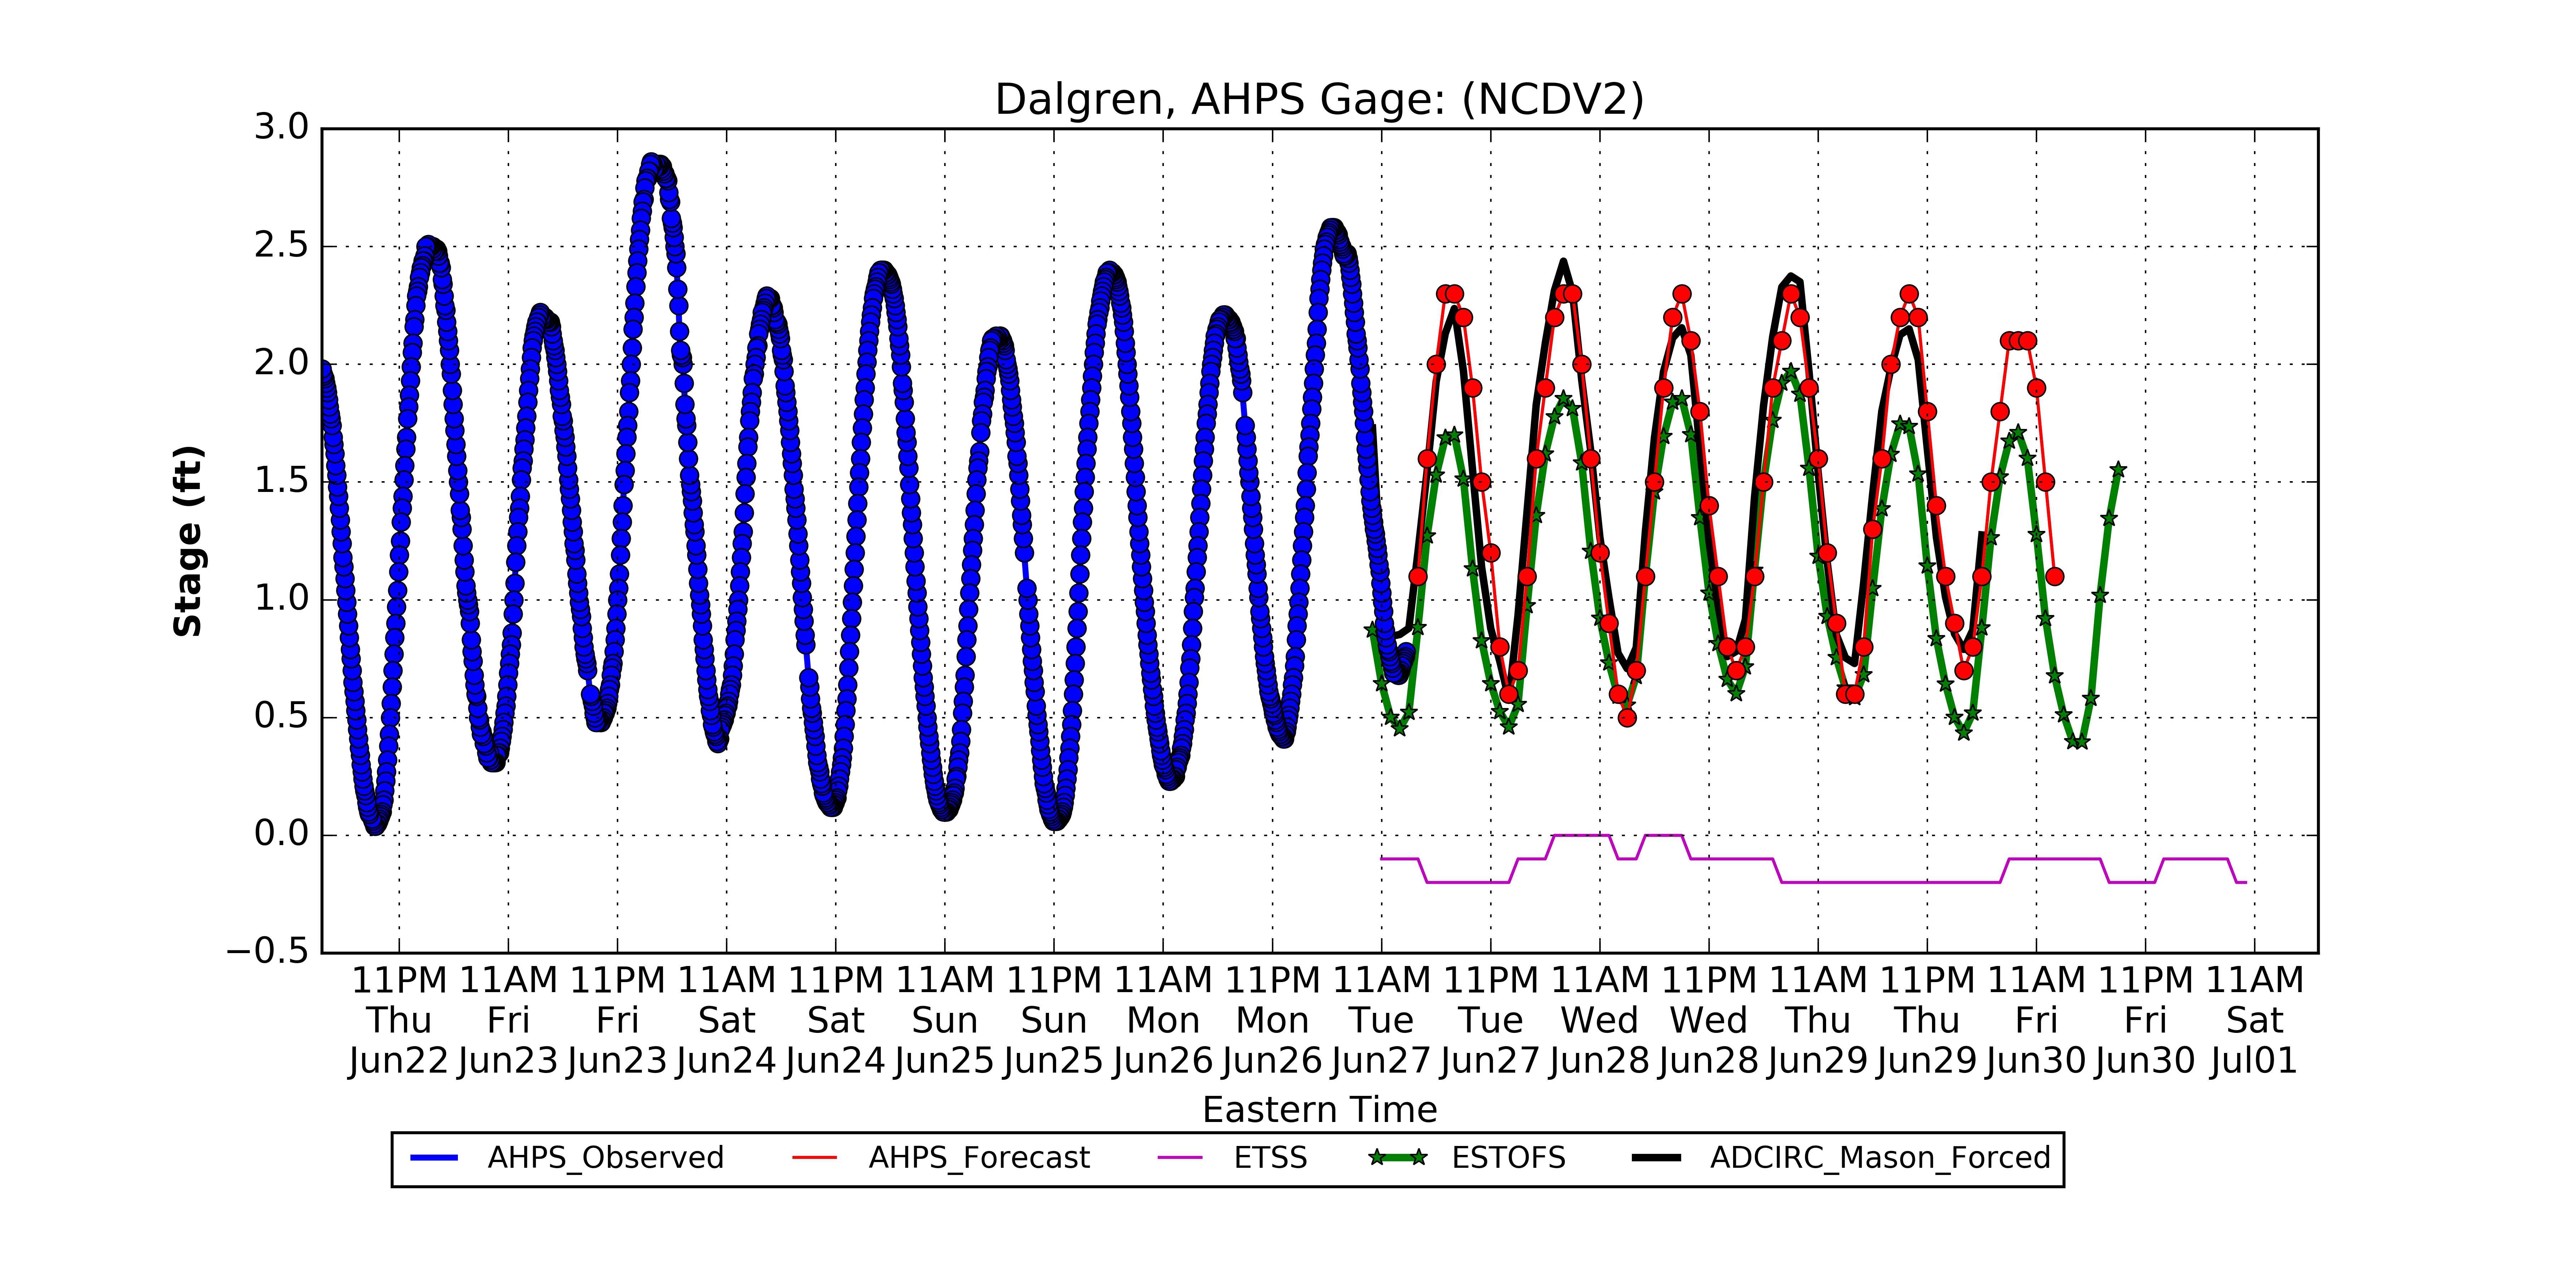 Dalgren, AHPS Gage: (NCDV2)
3.0
2.5
2.0
1.5
1.0
0.5
0.0
−0.5
Stage (ft)
11PM 11AM 11PM 11AM 11PM 11AM 11PM 11AM 11PM 11AM 11PM 11AM 11PM 11AM 11PM 11AM 11PM 11AM
Thu Fri Fri Sat Sat Sun Sun Mon Mon Tue Tue Wed Wed Thu Thu Fri Fri Sat
Jun22 Jun23 Jun23 Jun24 Jun24 Jun25 Jun25 Jun26 Jun26 Jun27 Jun27 Jun28 Jun28 Jun29 Jun29 Jun30 Jun30 Jul01
Eastern Time
AHPS_Observed AHPS_Forecast ETSS ESTOFS ADCIRC_Mason_Forced